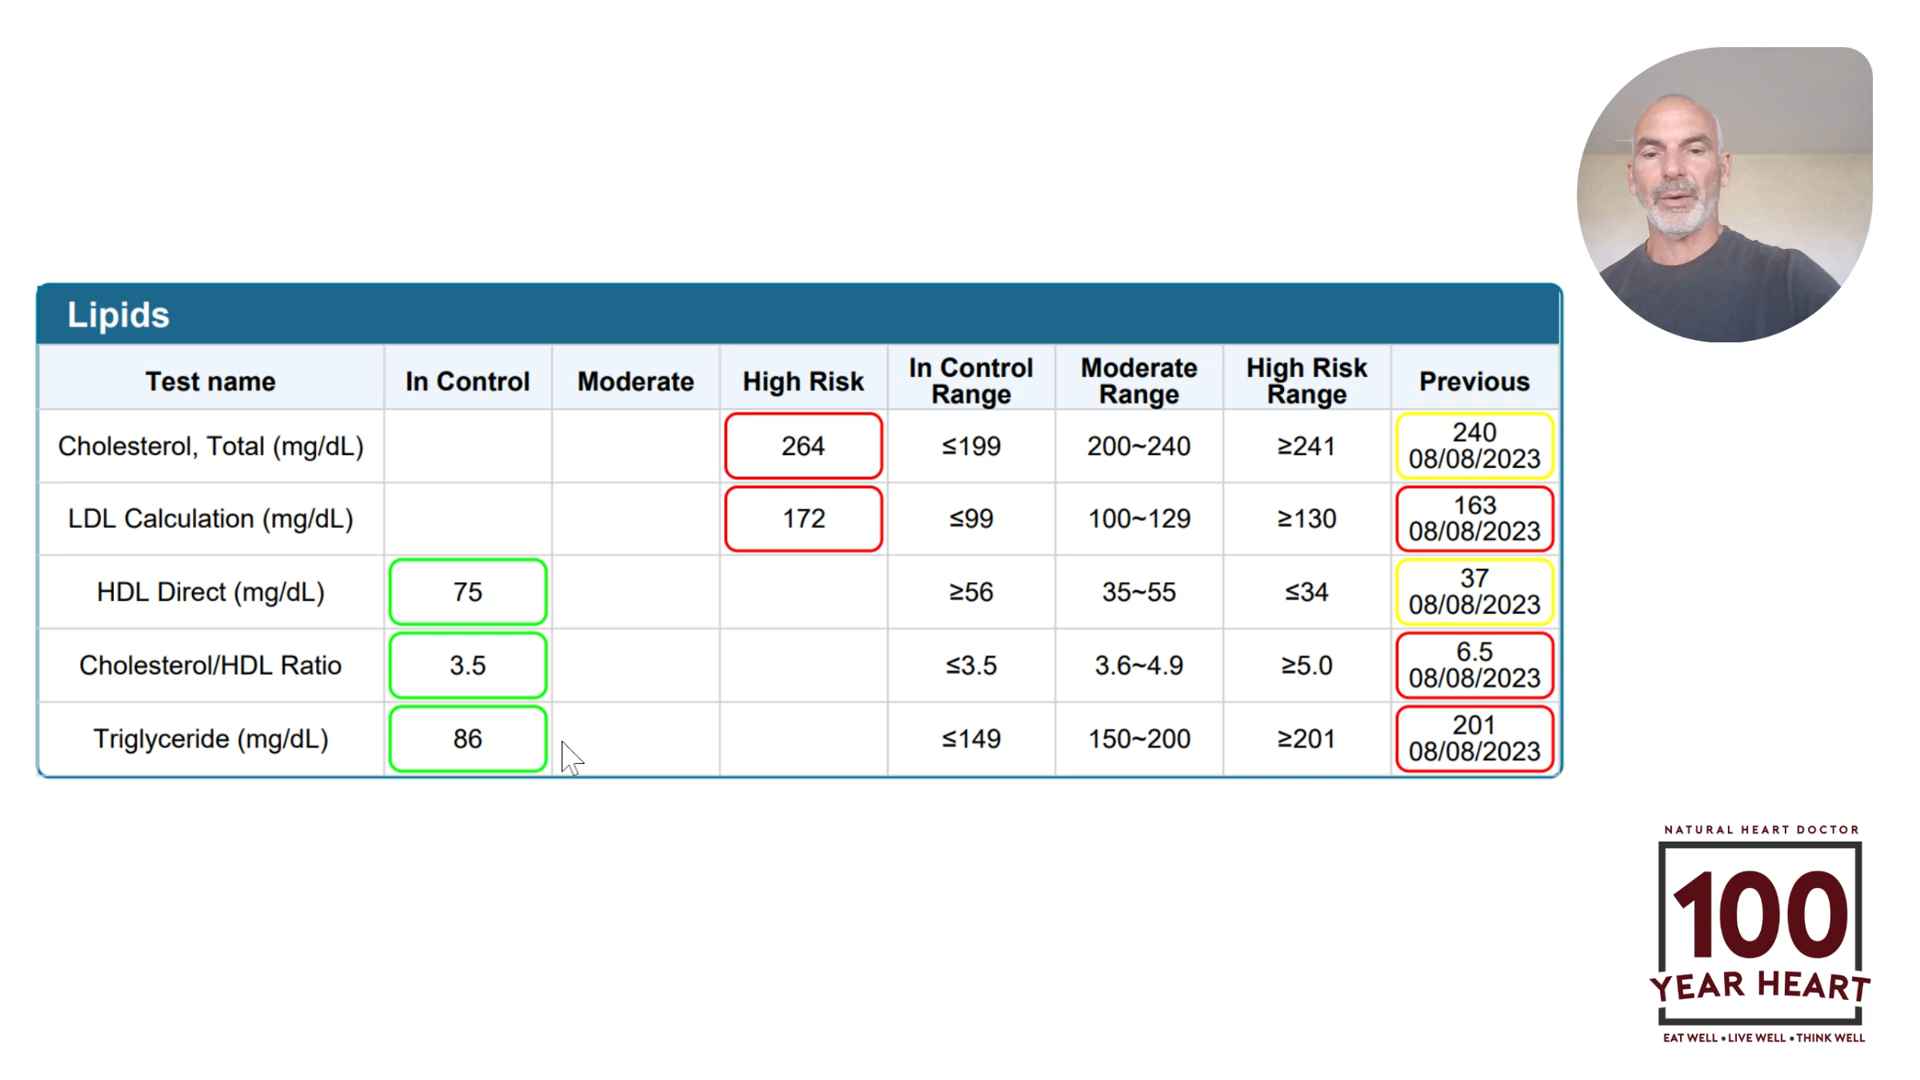 Lipids
Test name In Control Moderate High Risk In Control Range Moderate Range High Risk Range Previous
Cholesterol, Total (mg/dL) 264 ≤199 200~240 ≥241 240 08/08/2023
LDL Calculation (mg/dL) 172 ≤99 100~129 ≥130 163 08/08/2023
HDL Direct (mg/dL) 75 ≥56 35~55 ≤34 37 08/08/2023
Cholesterol/HDL Ratio 3.5 ≤3.5 3.6~4.9 ≥5.0 6.5 08/08/2023
Triglyceride (mg/dL) 86 ≤149 150~200 ≥201 201 08/08/2023
NATURAL HEART DOCTOR
100
YEAR HEART
EAT WELL • LIVE WELL • THINK WELL